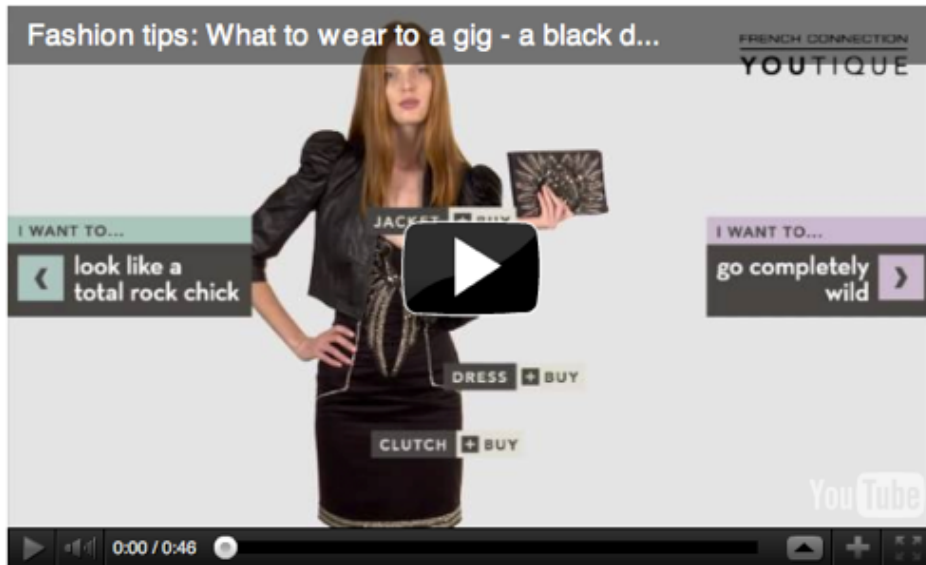 Fashion tips: What to wear to a gig - a black d...
FRENCH CONNECTION
YOUTIQUE
I WANT TO...
look like a
total rock chick
JACKET + BUY
I WANT TO...
go completely
wild
DRESS + BUY
CLUTCH + BUY
YouTube
0:00 / 0:46